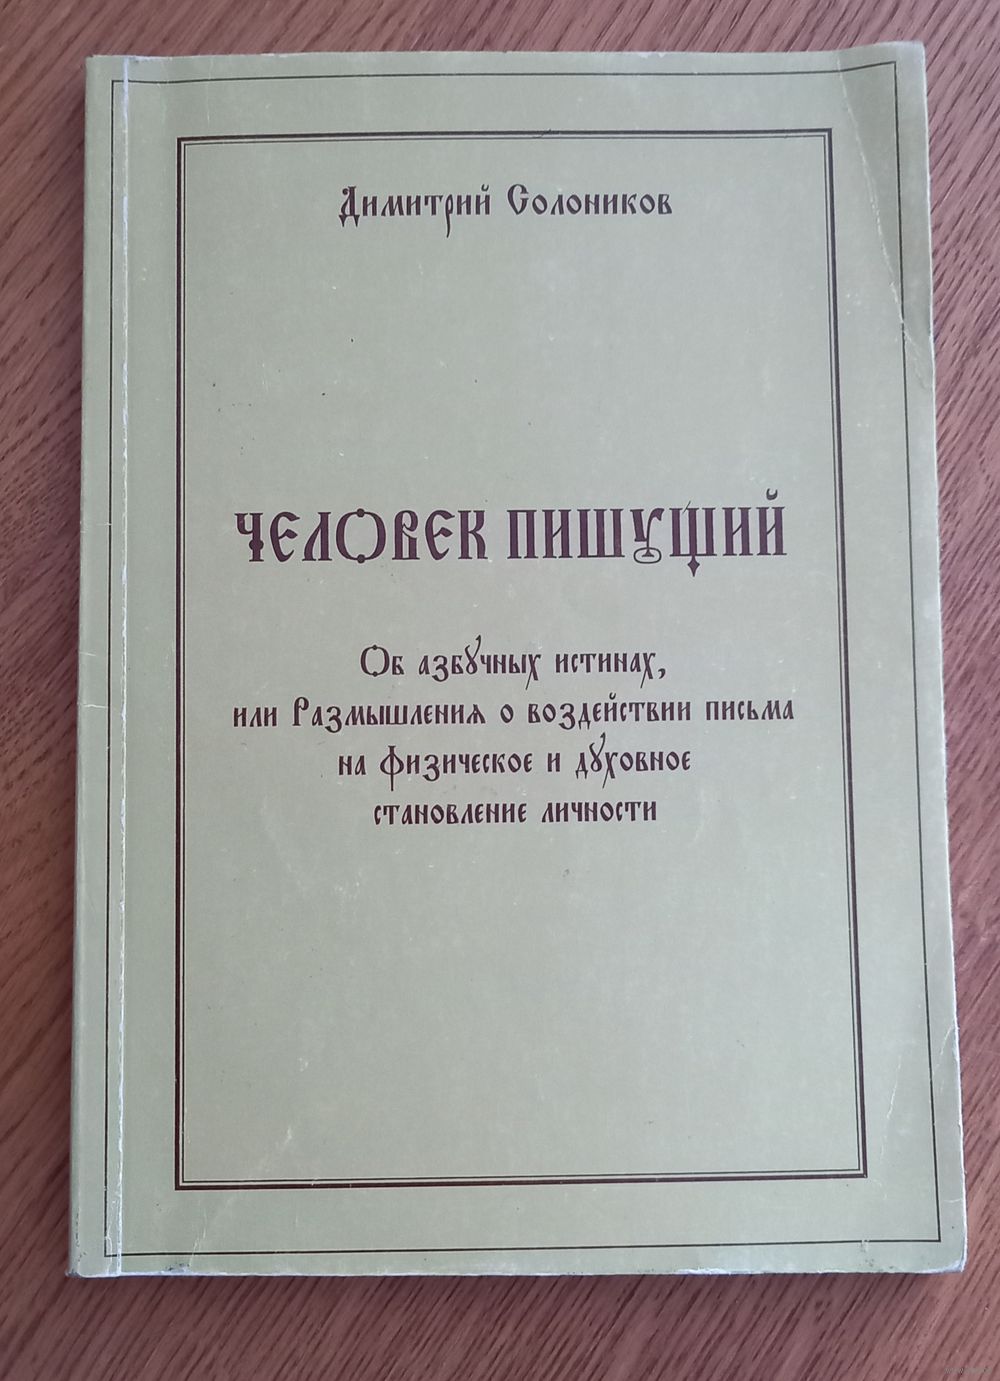 Димитрий Солоников
ЧЕЛОВЕК ПИШУЩИЙ
Об азбучных истинах,
или Размышления о воздействии письма
на физическое и духовное
становление личности